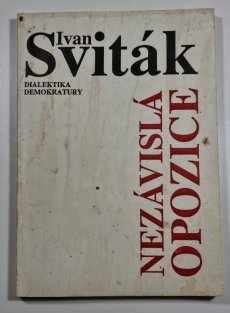 Ivan
Sviták
DIALEKTIKA
DEMOKRATURY
NEZÁVISLÁ
OPOZICE